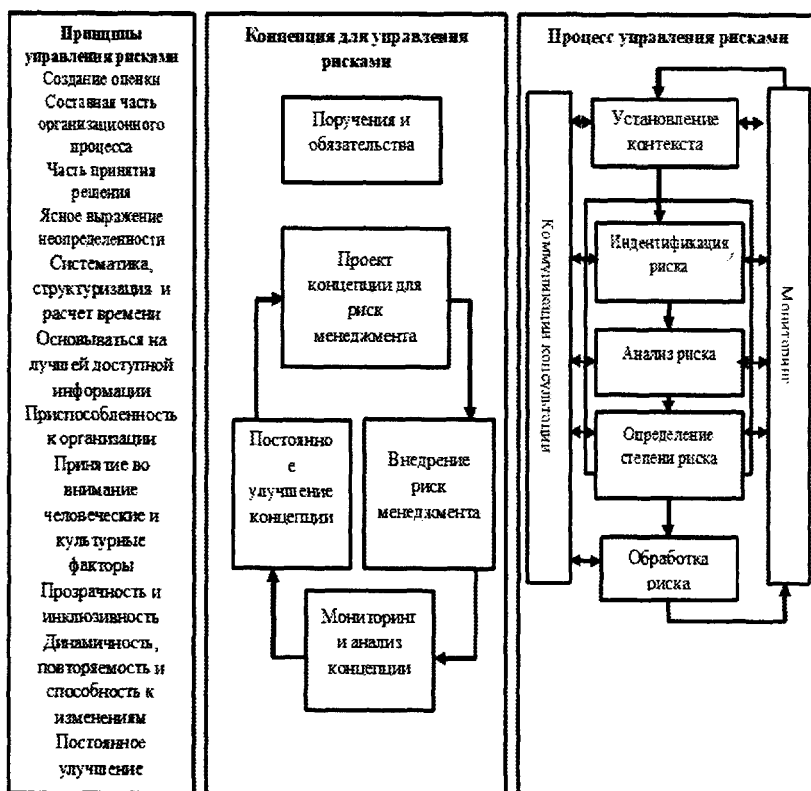 Принципы
управления рисками
Создание оценки
Составная часть
организационного
процесса
Часть принятия
решения
Ясное выражение
неопределенности
Систематика,
структуризация и
расчет времени
Основываться на
лучшей доступной
информации
Приспособленность
к организации
Принятие во
внимание
человеческие и
культурные
факторы
Прозрачность и
инклюзивность
Динамичность,
повторяемость и
способность к
изменениям
Постоянное
улучшение
Концепция для управления
рисками
Поручения и
обязательства
Проект
концепции для
риск
менеджмента
Постоянно
е
улучшение
концепции
Внедрение
риск
менеджмента
Мониторинг
и анализ
концепции
Процесс управления рисками
Коммуникации консультации
Установление
контекста
Индентификация
риска
Анализ риска
Определение
степени риска
Обработка
риска
Мониторинг